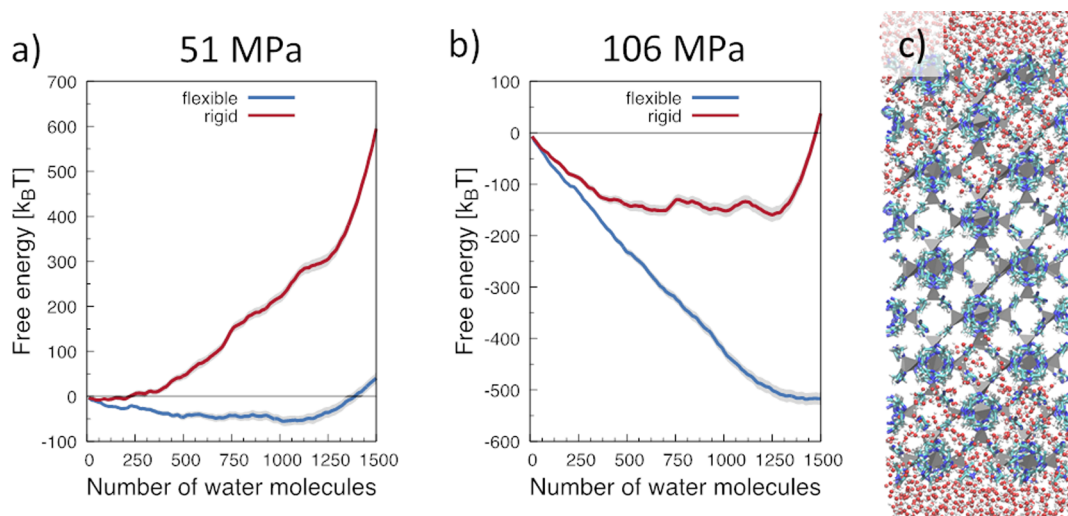 a)
51 MPa
700
600
500
400
300
200
100
0
-100
Free energy [kBT]
flexible
rigid
0 250 500 750 1000 1250 1500
Number of water molecules
b)
106 MPa
100
0
-100
-200
-300
-400
-500
-600
Free energy [kBT]
flexible
rigid
0 250 500 750 1000 1250 1500
Number of water molecules
c)